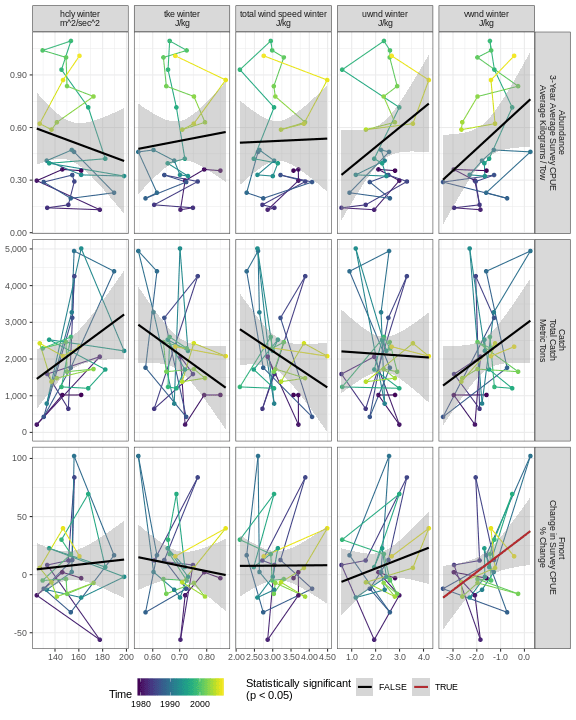 hcly winter
m^2/sec^2
tke winter
J/kg
total wind speed winter
J/kg
uwnd winter
J/kg
vwnd winter
J/kg
0.90
0.60
0.30
0.00
Abundance
3-Year Average Survey CPUE
Average Kilograms / Tow
5,000
4,000
3,000
2,000
1,000
0
Catch
Total Catch
Metric Tons
100
50
0
-50
Fmort
Change in Survey CPUE
% Change
140 160 180 200
0.60 0.70 0.80
2.00 2.50 3.00 3.50 4.00 4.50
1.0 2.0 3.0 4.0
-3.0 -2.0 -1.0 0.0
Time
1980 1990 2000
Statistically significant
(p < 0.05)
FALSE
TRUE